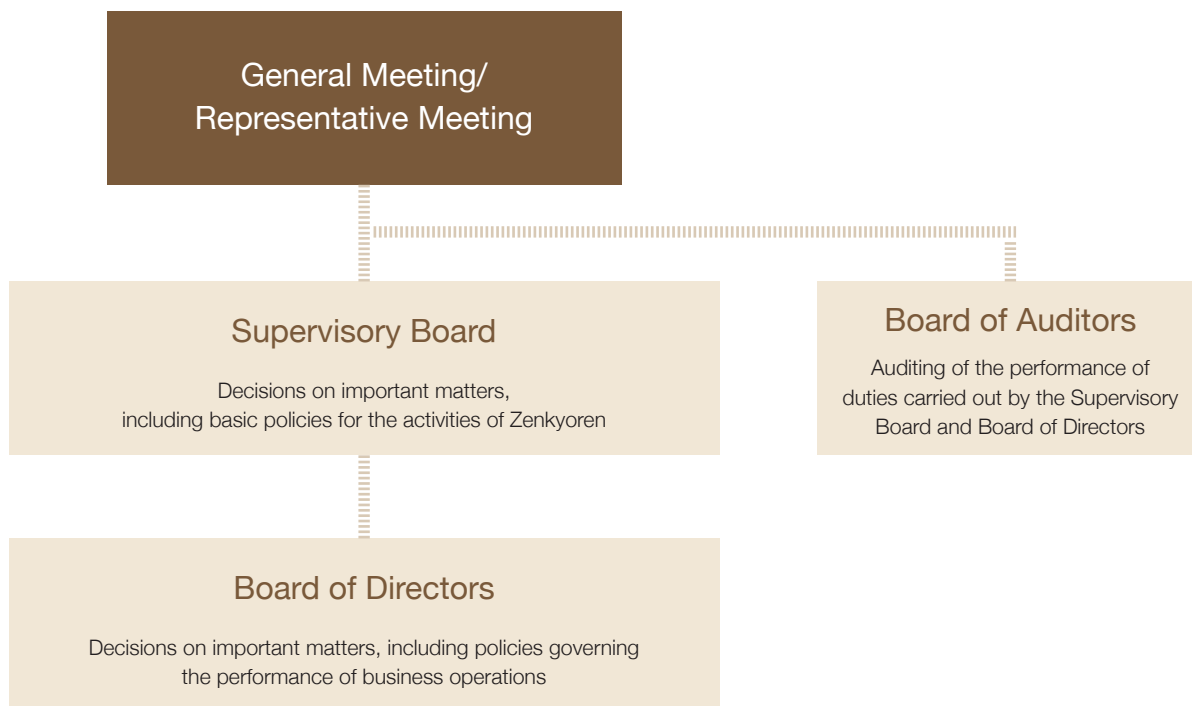 General Meeting/
Representative Meeting
Supervisory Board
Decisions on important matters,
including basic policies for the activities of Zenkyoren
Board of Auditors
Auditing of the performance of
duties carried out by the Supervisory
Board and Board of Directors
Board of Directors
Decisions on important matters, including policies governing
the performance of business operations